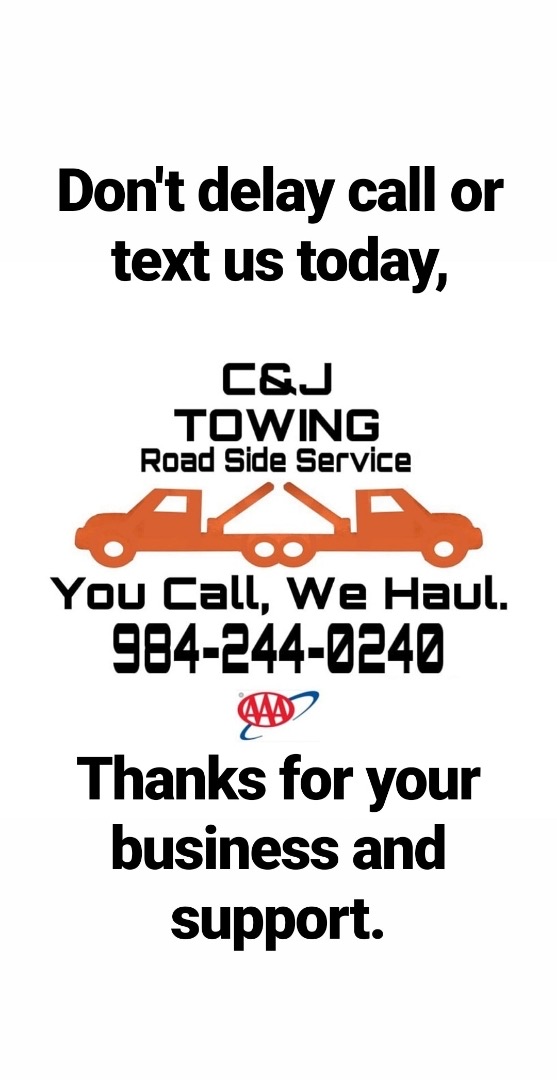 Don't delay call or
text us today,
C&J
TOWING
Road Side Service
You Call, We Haul.
984-244-0240
AAA
Thanks for your
business and
support.